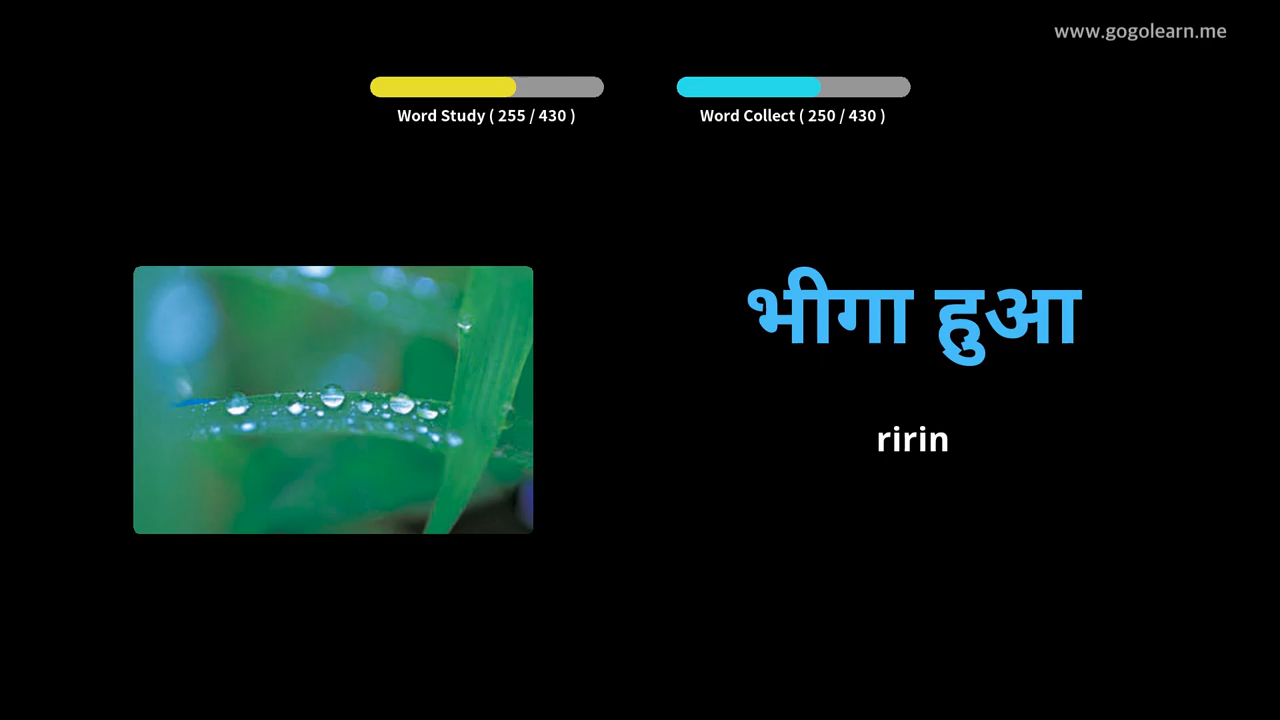 www.gogolearn.me
Word Study ( 255 / 430 )
Word Collect ( 250 / 430 )
भीगा हुआ
ririn